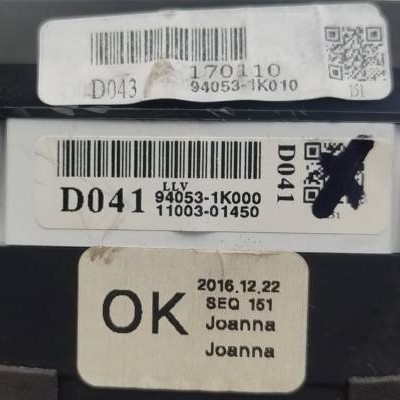 170110
D043 94053-1K010
151
LLV
D041 94053-1K000
11003-01450
D041
51
OK
2016.12.22
SEQ 151
Joanna
Joanna